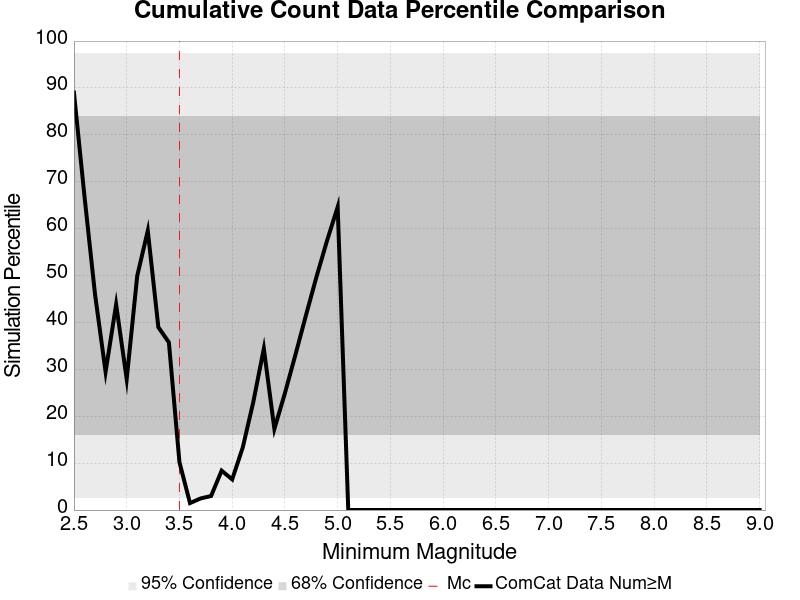 Cumulative Count Data Percentile Comparison
100
90
80
70
60
50
40
30
20
10
0
Simulation Percentile
2.5 3.0 3.5 4.0 4.5 5.0 5.5 6.0 6.5 7.0 7.5 8.0 8.5 9.0
Minimum Magnitude
95% Confidence 68% Confidence Mc ComCat Data Num≥M